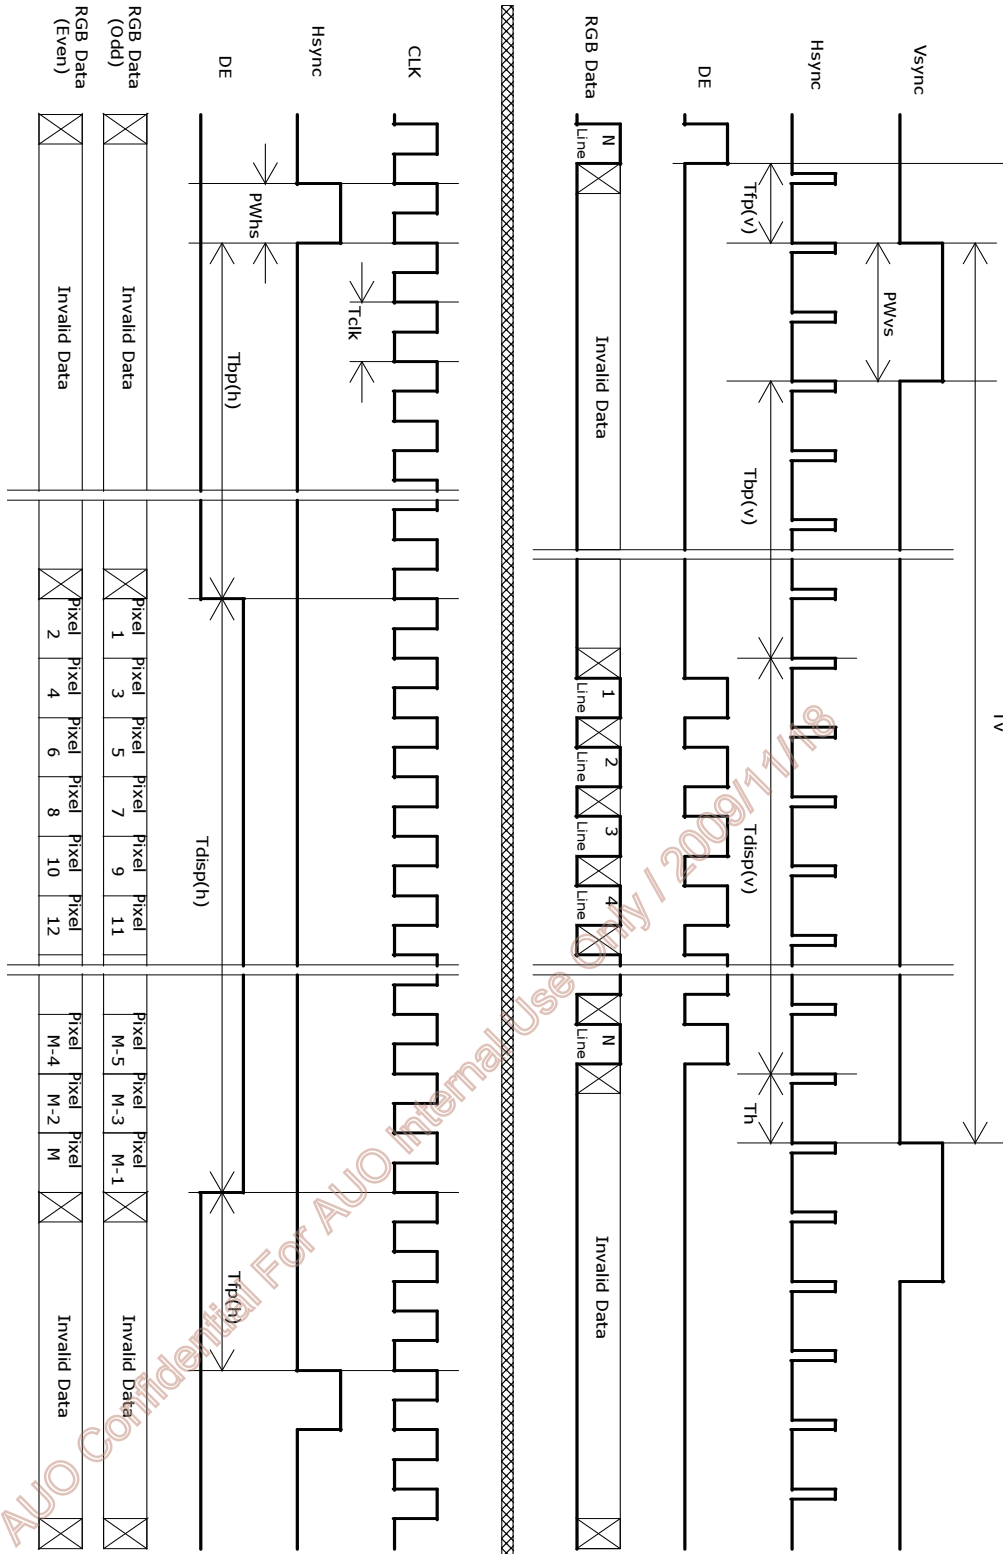 Tv
Vsync
PWvs
Hsync
Tfp(v)
Tbp(v)
Tdisp(v)
Th
DE
RGB Data
Line N
Invalid Data
Line 1
Line 2
Line 3
Line 4
Line N
Invalid Data
CLK
Tclk
Hsync
PWhs
Tbp(h)
Tdisp(h)
Tfp(h)
DE
RGB Data
(Odd)
Invalid Data
Pixel 1
Pixel 3
Pixel 5
Pixel 7
Pixel 9
Pixel 11
Pixel M-5
Pixel M-3
Pixel M-1
Invalid Data
RGB Data
(Even)
Invalid Data
Pixel 2
Pixel 4
Pixel 6
Pixel 8
Pixel 10
Pixel 12
Pixel M-4
Pixel M-2
Pixel M
Invalid Data
AUO Confidential For AUO Internal Use Only / 2009/11/18